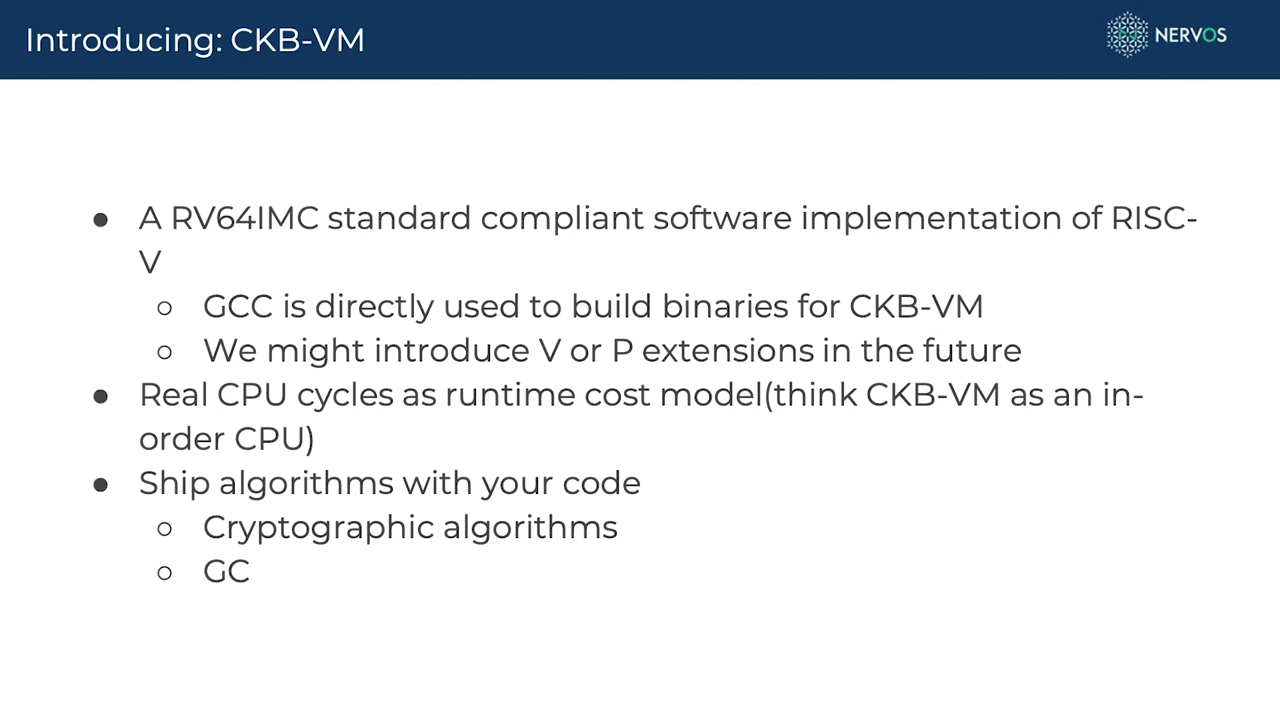 Introducing: CKB-VM
NERVOS
● A RV64IMC standard compliant software implementation of RISC-
V
○ GCC is directly used to build binaries for CKB-VM
○ We might introduce V or P extensions in the future
● Real CPU cycles as runtime cost model(think CKB-VM as an in-
order CPU)
● Ship algorithms with your code
○ Cryptographic algorithms
○ GC